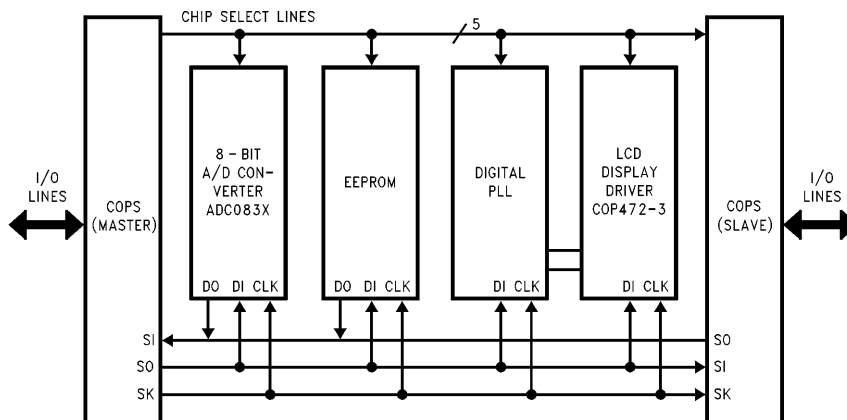 CHIP SELECT LINES
5
8-BIT
A/D CON-
VERTER
ADC083X
EEPROM
DIGITAL
PLL
LCD
DISPLAY
DRIVER
COP472-3
I/O
LINES
COPS
(MASTER)
COPS
(SLAVE)
I/O
LINES
DO DI CLK
DO DI CLK
DI CLK
DI CLK
SI
SO
SO
SI
SK
SK